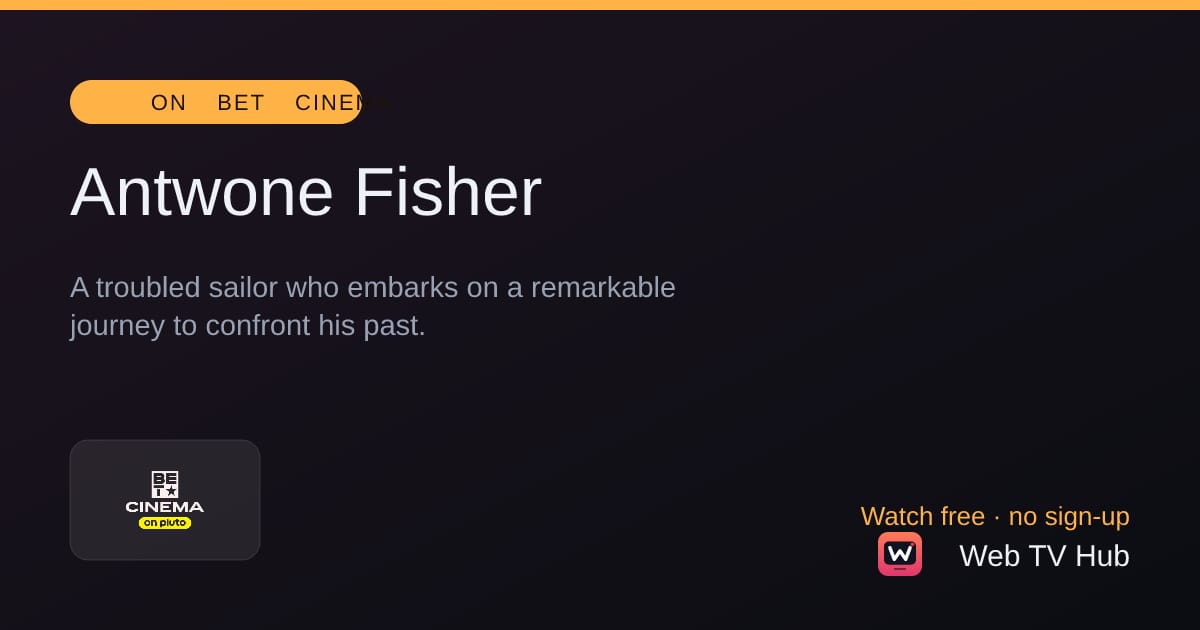 ON BET CINEMA
Antwone Fisher
A troubled sailor who embarks on a remarkable
journey to confront his past.
BET
CINEMA
on pluto
Watch free · no sign-up
W
Web TV Hub